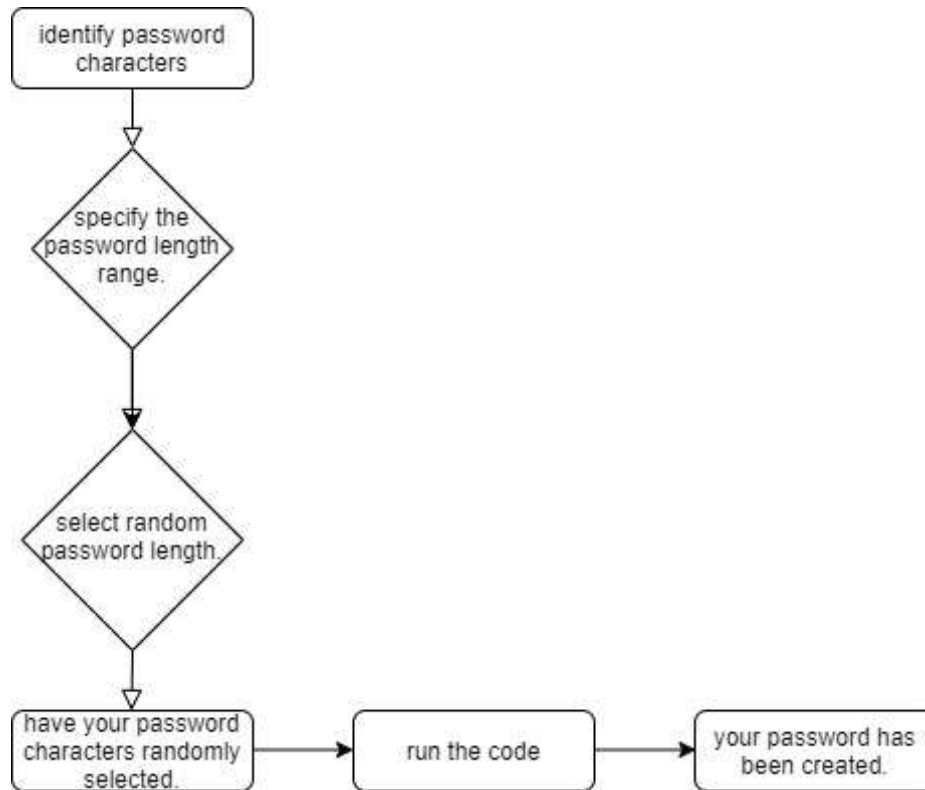 identify password
characters
specify the
password length
range.
select random
password length.
have your password
characters randomly
selected.
run the code
your password has
been created.